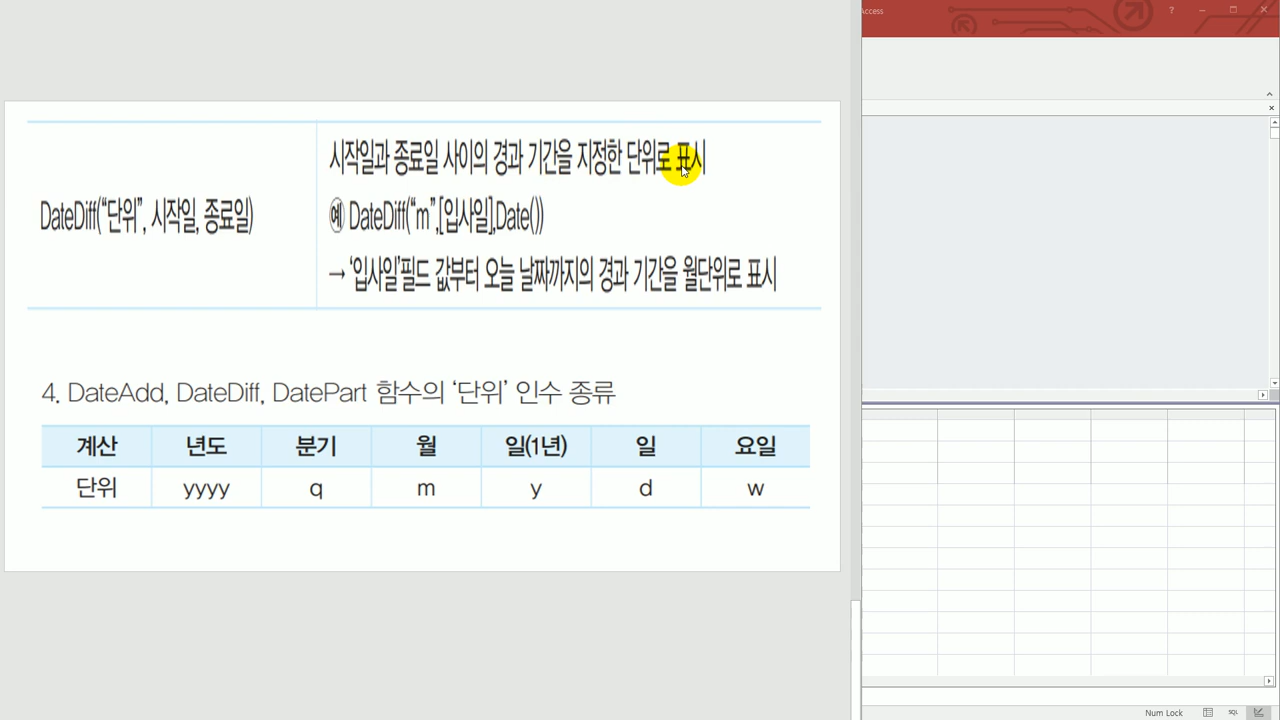 Access
시작일과 종료일 사이의 경과 기간을 지정한 단위로 표시
DateDiff(“단위”, 시작일, 종료일)
예 DateDiff(“m”,[입사일],Date())
→ ‘입사일’필드 값부터 오늘 날짜까지의 경과 기간을 월단위로 표시
4. DateAdd, DateDiff, DatePart 함수의 ‘단위’ 인수 종류
계산 년도 분기 월 일(1년) 일 요일
단위 yyyy q m y d w
Num Lock SQL